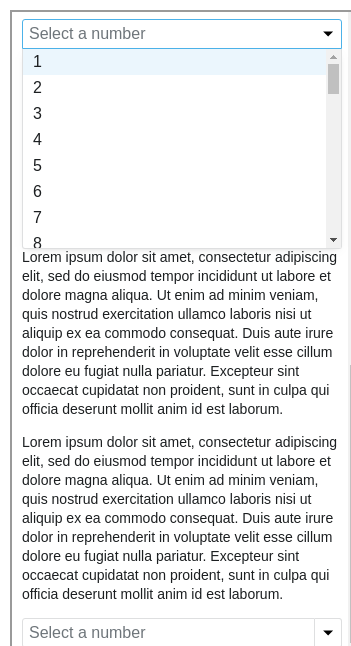 Select a number
1
2
3
4
5
6
7
8
Lorem ipsum dolor sit amet, consectetur adipiscing
elit, sed do eiusmod tempor incididunt ut labore et
dolore magna aliqua. Ut enim ad minim veniam,
quis nostrud exercitation ullamco laboris nisi ut
aliquip ex ea commodo consequat. Duis aute irure
dolor in reprehenderit in voluptate velit esse cillum
dolore eu fugiat nulla pariatur. Excepteur sint
occaecat cupidatat non proident, sunt in culpa qui
officia deserunt mollit anim id est laborum.
Lorem ipsum dolor sit amet, consectetur adipiscing
elit, sed do eiusmod tempor incididunt ut labore et
dolore magna aliqua. Ut enim ad minim veniam,
quis nostrud exercitation ullamco laboris nisi ut
aliquip ex ea commodo consequat. Duis aute irure
dolor in reprehenderit in voluptate velit esse cillum
dolore eu fugiat nulla pariatur. Excepteur sint
occaecat cupidatat non proident, sunt in culpa qui
officia deserunt mollit anim id est laborum.
Select a number